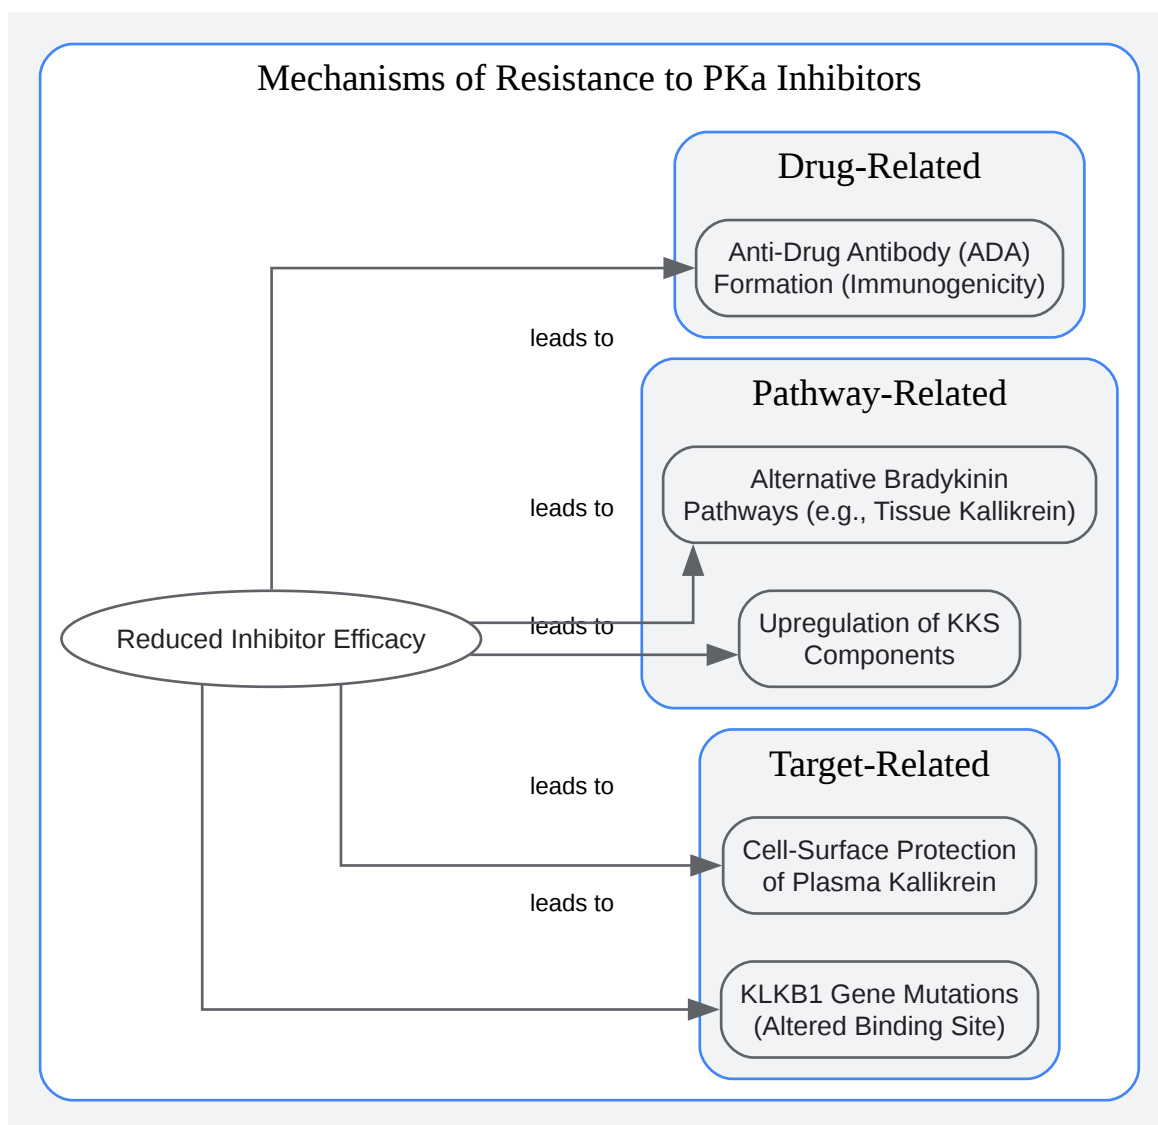 Mechanisms of Resistance to PKa Inhibitors
Drug-Related
Anti-Drug Antibody (ADA)
Formation (Immunogenicity)
leads to
Pathway-Related
Alternative Bradykinin
Pathways (e.g., Tissue Kallikrein)
leads to
leads to
Upregulation of KKS
Components
Reduced Inhibitor Efficacy
Target-Related
leads to
Cell-Surface Protection
of Plasma Kallikrein
leads to
KLKB1 Gene Mutations
(Altered Binding Site)